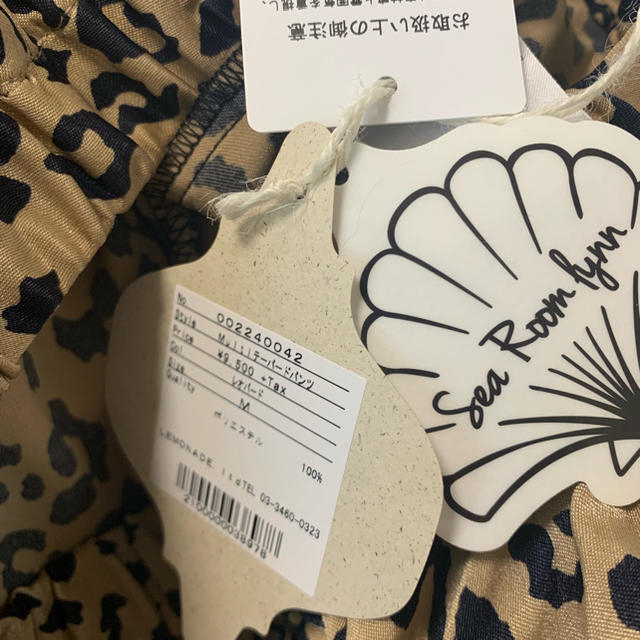 お取扱い上の御注意
Sea Room lynn
No. 002240042
Style Multiテーパードパンツ
Price ¥9,500 +Tax
Col レオパード
Size M
Quality
ポリエステル 100%
LEMONADE ltdTEL 03-3460-0323